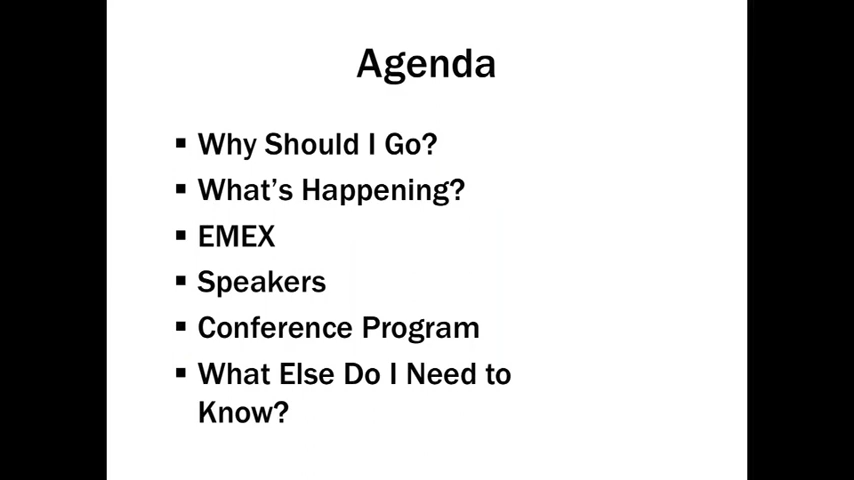 Agenda
▪ Why Should I Go?
▪ What's Happening?
▪ EMEX
▪ Speakers
▪ Conference Program
▪ What Else Do I Need to
Know?